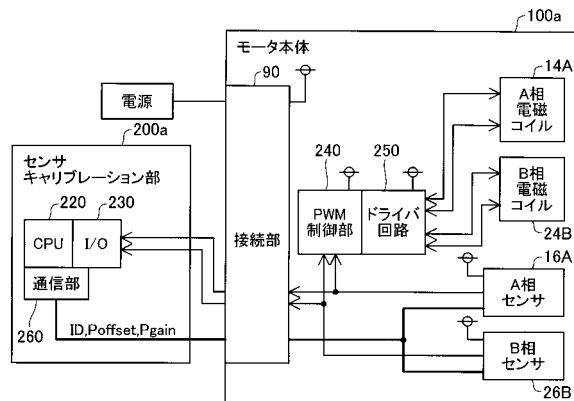 100a
モータ本体
90
14A
A相
電磁
コイル
電源
200a
センサ
キャリブレーション部
220
230
CPU
I/O
通信部
260
ID,Poffset,Pgain
接続部
240
250
PWM
制御部
ドライバ
回路
B相
電磁
コイル
24B
16A
A相
センサ
B相
センサ
26B